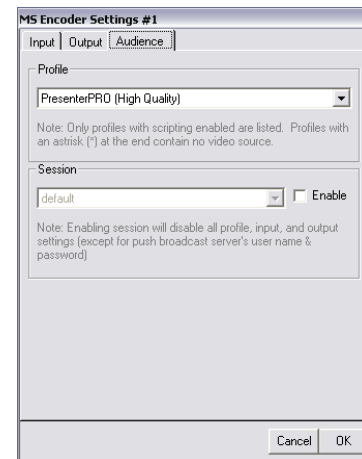 MS Encoder Settings #1
Input Output Audience
Profile
PresenterPRO (High Quality)
Note: Only profiles with scripting enabled are listed. Profiles with
an astrisk (*) at the end contain no video source.
Session
default Enable
Note: Enabling session will disable all profile, input, and output
settings (except for push broadcast server's user name &
password)
Cancel OK